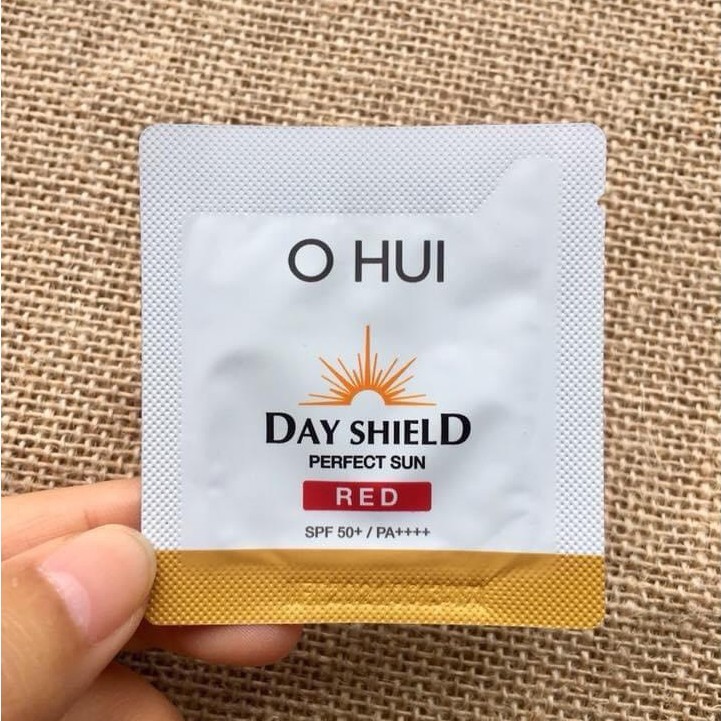 O HUI
DAY SHIELD
PERFECT SUN
RED
SPF 50+ / PA++++